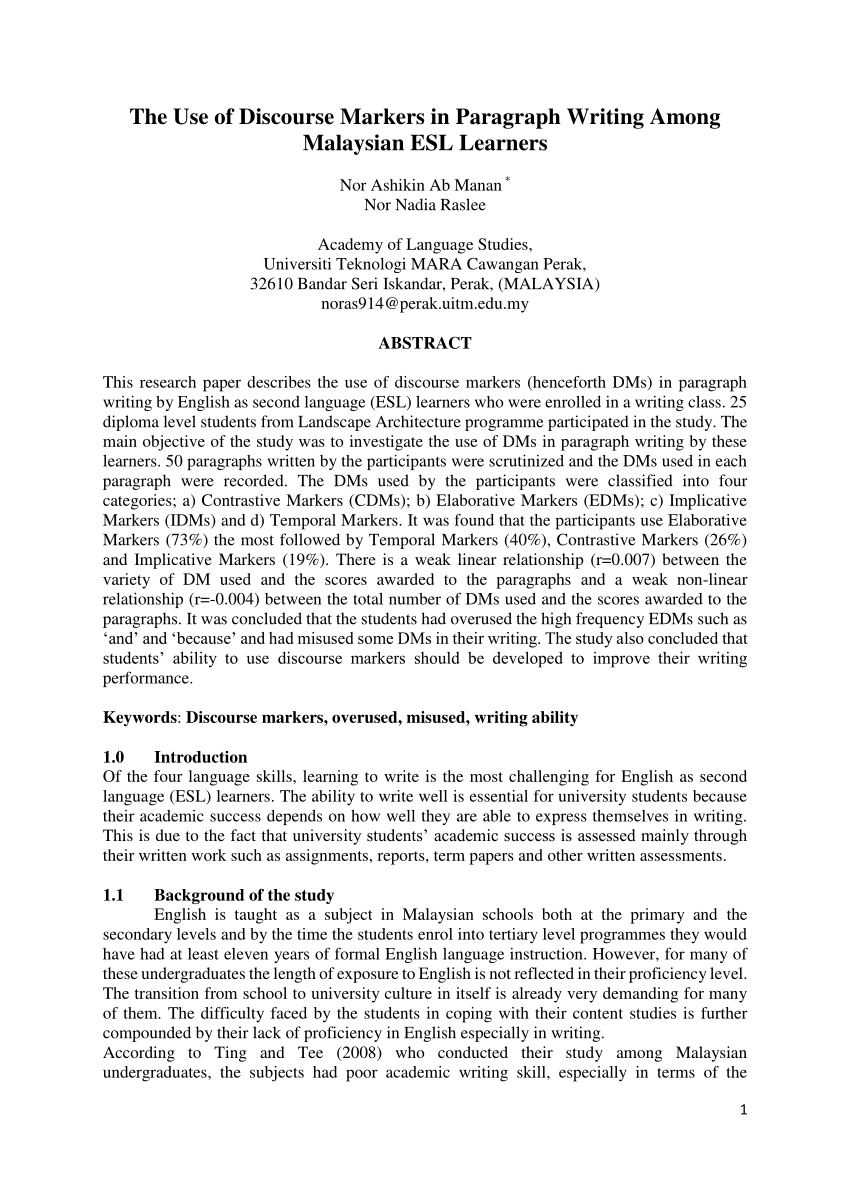 The Use of Discourse Markers in Paragraph Writing Among
Malaysian ESL Learners
Nor Ashikin Ab Manan *
Nor Nadia Raslee
Academy of Language Studies,
Universiti Teknologi MARA Cawangan Perak,
32610 Bandar Seri Iskandar, Perak, (MALAYSIA)
noras914@perak.uitm.edu.my
ABSTRACT
This research paper describes the use of discourse markers (henceforth DMs) in paragraph
writing by English as second language (ESL) learners who were enrolled in a writing class. 25
diploma level students from Landscape Architecture programme participated in the study. The
main objective of the study was to investigate the use of DMs in paragraph writing by these
learners. 50 paragraphs written by the participants were scrutinized and the DMs used in each
paragraph were recorded. The DMs used by the participants were classified into four
categories; a) Contrastive Markers (CDMs); b) Elaborative Markers (EDMs); c) Implicative
Markers (IDMs) and d) Temporal Markers. It was found that the participants use Elaborative
Markers (73%) the most followed by Temporal Markers (40%), Contrastive Markers (26%)
and Implicative Markers (19%). There is a weak linear relationship (r=0.007) between the
variety of DM used and the scores awarded to the paragraphs and a weak non-linear
relationship (r=-0.004) between the total number of DMs used and the scores awarded to the
paragraphs. It was concluded that the students had overused the high frequency EDMs such as
‘and’ and ‘because’ and had misused some DMs in their writing. The study also concluded that
students’ ability to use discourse markers should be developed to improve their writing
performance.
Keywords: Discourse markers, overused, misused, writing ability
1.0 Introduction
Of the four language skills, learning to write is the most challenging for English as second
language (ESL) learners. The ability to write well is essential for university students because
their academic success depends on how well they are able to express themselves in writing.
This is due to the fact that university students’ academic success is assessed mainly through
their written work such as assignments, reports, term papers and other written assessments.
1.1 Background of the study
English is taught as a subject in Malaysian schools both at the primary and the
secondary levels and by the time the students enrol into tertiary level programmes they would
have had at least eleven years of formal English language instruction. However, for many of
these undergraduates the length of exposure to English is not reflected in their proficiency level.
The transition from school to university culture in itself is already very demanding for many
of them. The difficulty faced by the students in coping with their content studies is further
compounded by their lack of proficiency in English especially in writing.
According to Ting and Tee (2008) who conducted their study among Malaysian
undergraduates, the subjects had poor academic writing skill, especially in terms of the
1